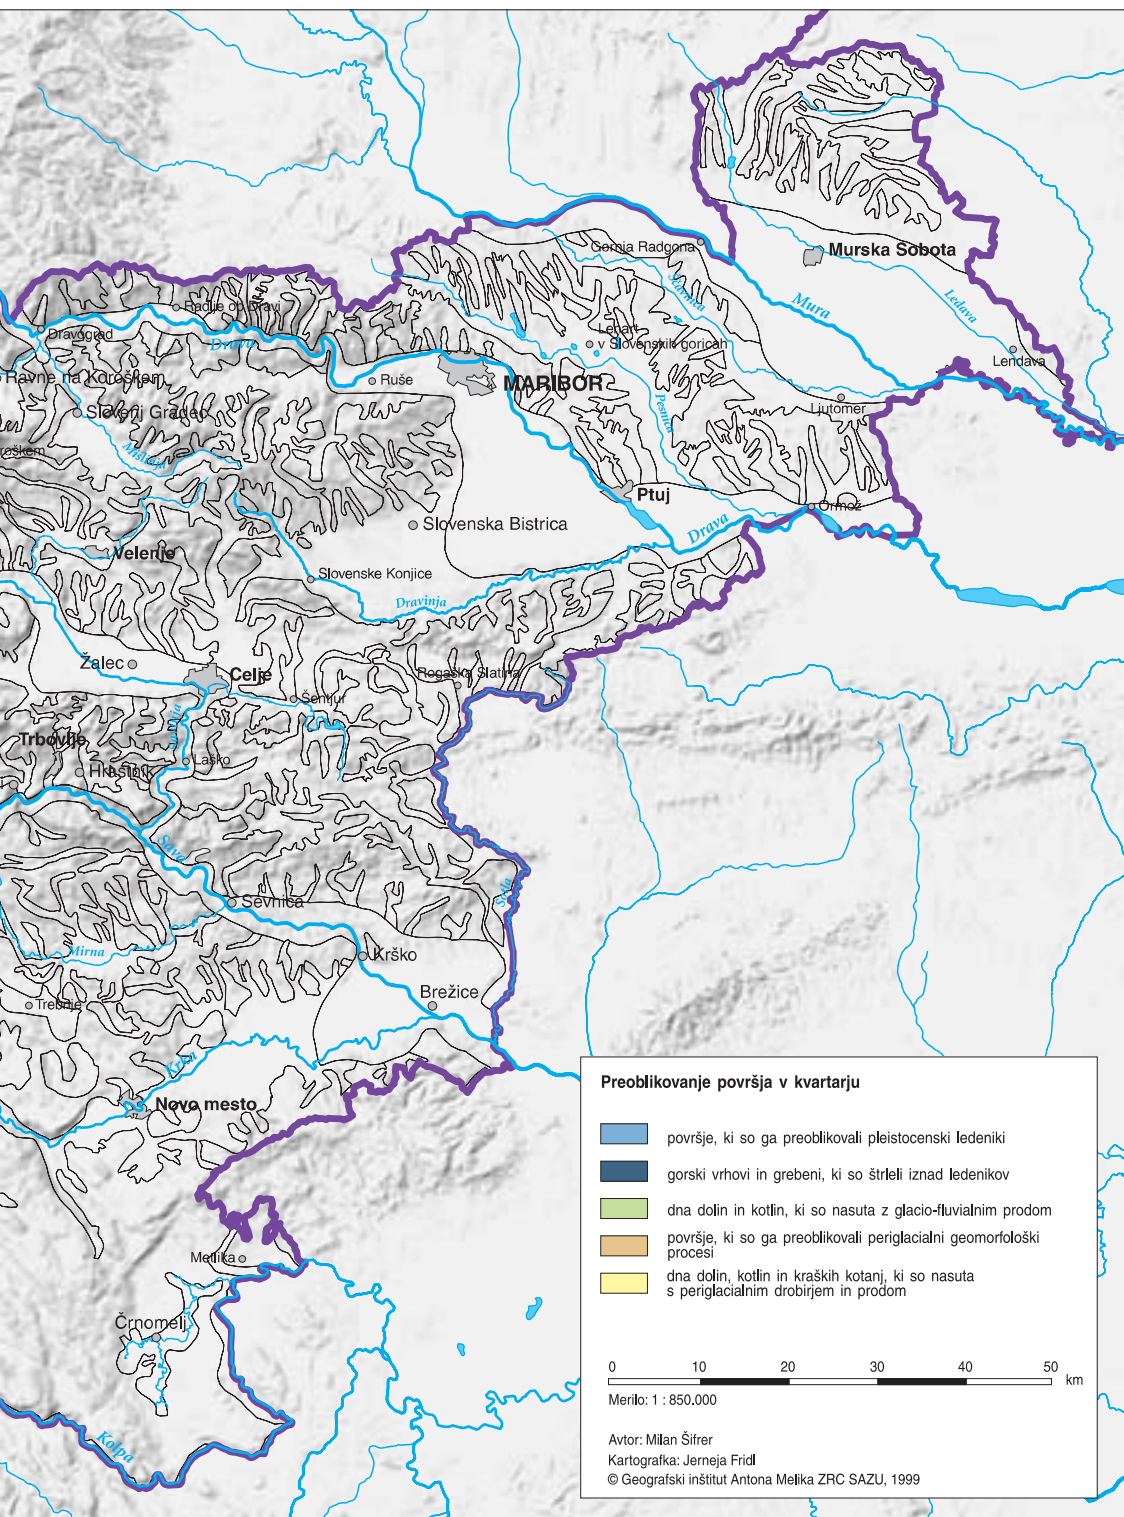 Gornja Radgona
Murska Sobota
Ščavnica
Mura
Ledava
Radlje ob Dravi
Dravograd
Drava
Lenart
v Slovenskih goricah
Lendava
Ravne na Koroškem
Ruše
MARIBOR
Slovenj Gradec
Pesnica
Ljutomer
roškem
Mislinja
Ptuj
Ormož
Slovenska Bistrica
Drava
Velenje
Slovenske Konjice
Dravinja
Žalec
Celje
Rogaška Slatina
Šentjur
Savinja
Trbovlje
Hrastnik
Laško
Sava
Sotla
Sevnica
Mirna
Krško
Trebnje
Brežice
Krka
Novo mesto
Metlika
Črnomelj
Kolpa
Preoblikovanje površja v kvartarju
površje, ki so ga preoblikovali pleistocenski ledeniki
gorski vrhovi in grebeni, ki so štrleli iznad ledenikov
dna dolin in kotlin, ki so nasuta z glacio-fluvialnim prodom
površje, ki so ga preoblikovali periglacialni geomorfološki
procesi
dna dolin, kotlin in kraških kotanj, ki so nasuta
s periglacialnim drobirjem in prodom
0 10 20 30 40 50
km
Merilo: 1 : 850.000
Avtor: Milan Šifrer
Kartografka: Jerneja Fridl
© Geografski inštitut Antona Melika ZRC SAZU, 1999